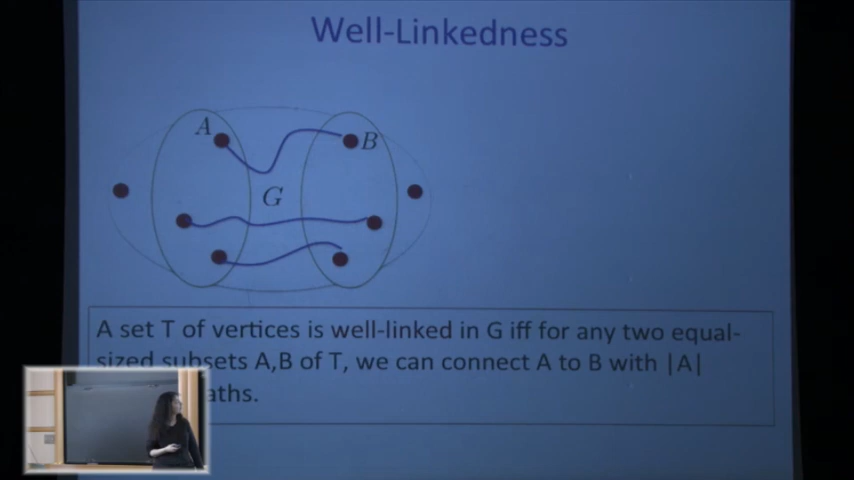 Well-Linkedness
A
B
G
A set T of vertices is well-linked in G iff for any two equal-
sized subsets A,B of T, we can connect A to B with |A|